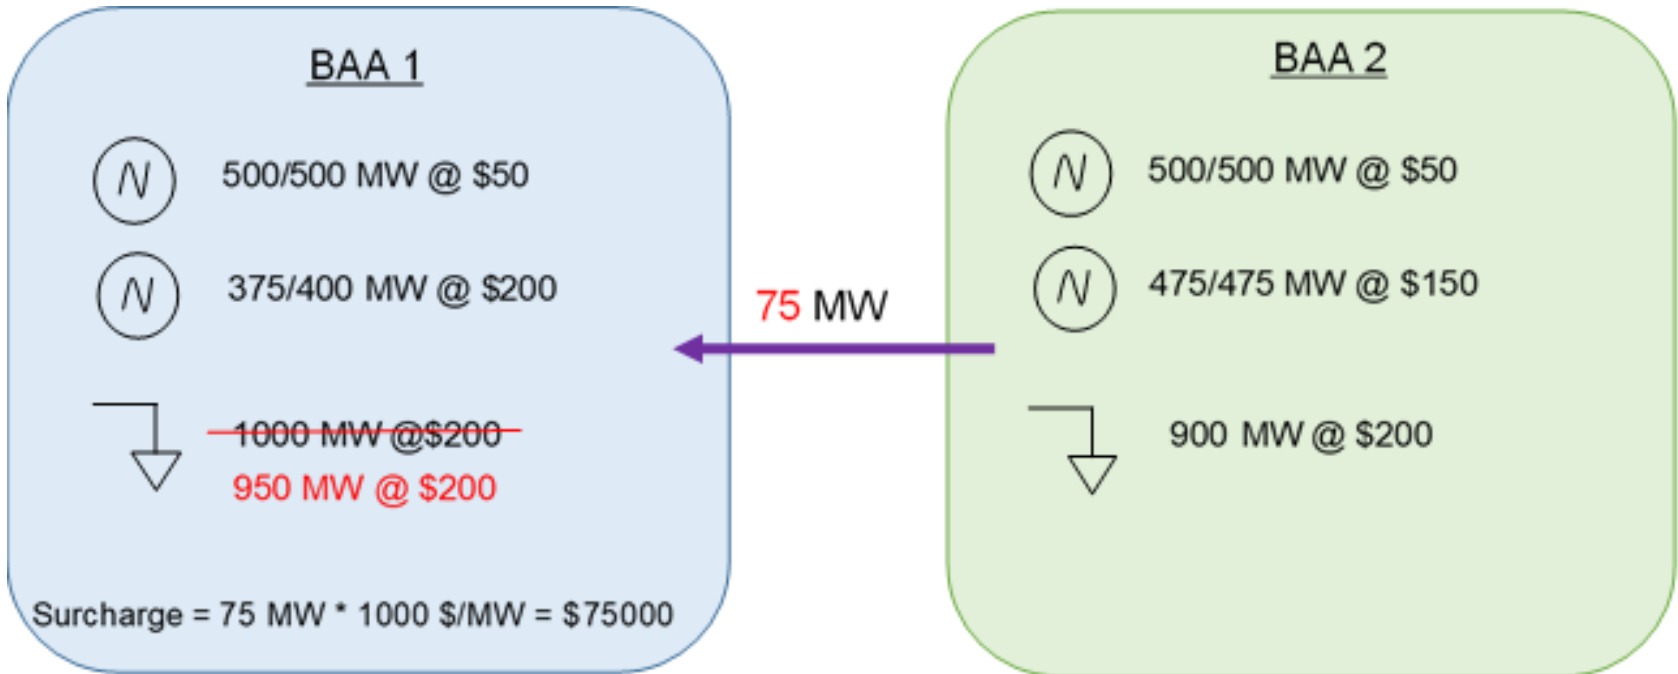 BAA 1
500/500 MW @ $50
375/400 MW @ $200
1000 MW @$200
950 MW @ $200
Surcharge = 75 MW * 1000 $/MW = $75000
75 MW
BAA 2
500/500 MW @ $50
475/475 MW @ $150
900 MW @ $200